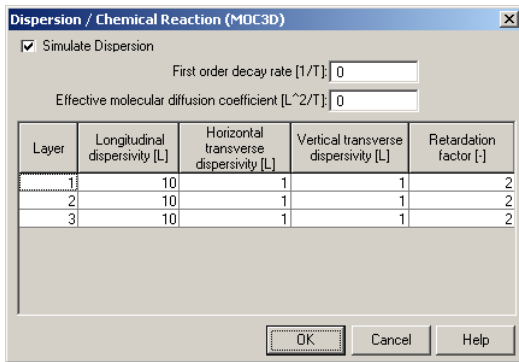 Dispersion / Chemical Reaction (MOC3D)
Simulate Dispersion
First order decay rate [1/T]: 0
Effective molecular diffusion coefficient [L^2/T]: 0
Layer Longitudinal dispersivity [L] Horizontal transverse dispersivity [L] Vertical transverse dispersivity [L] Retardation factor [-]
1 10 1 1 2
2 10 1 1 2
3 10 1 1 2
OK Cancel Help